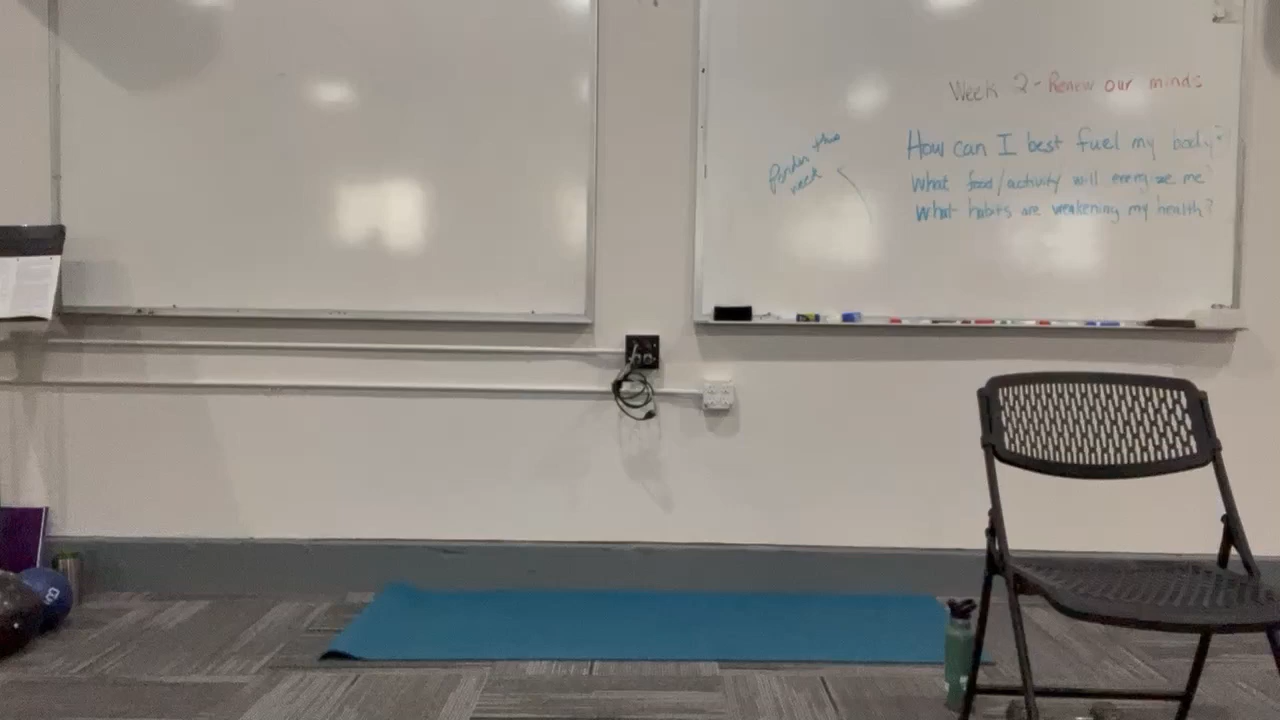 Week 2 - Renew our minds
How can I best fuel my body?
What food/activity will energize me?
What habits are weakening my health?
Ponder this
week